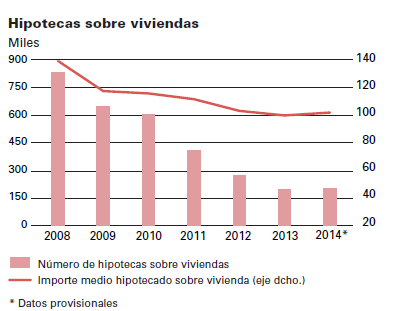 Hipotecas sobre viviendas
Miles
900
750
600
450
300
150
0
140
120
100
80
60
40
20
2008 2009 2010 2011 2012 2013 2014*
Número de hipotecas sobre viviendas
Importe medio hipotecado sobre vivienda (eje dcho.)
* Datos provisionales